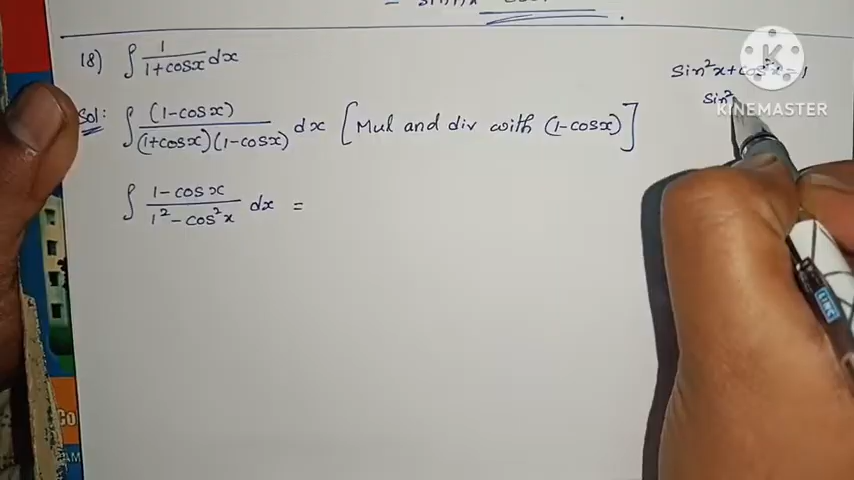 18) ∫ 1/(1+cosx) dx
Sol: ∫ (1-cosx)/((1+cosx)(1-cosx)) dx [Mul and div with (1-cosx)]
∫ (1-cosx)/(1²-cos²x) dx =
sin²x+cos²x=1
sin²
KINEMASTER